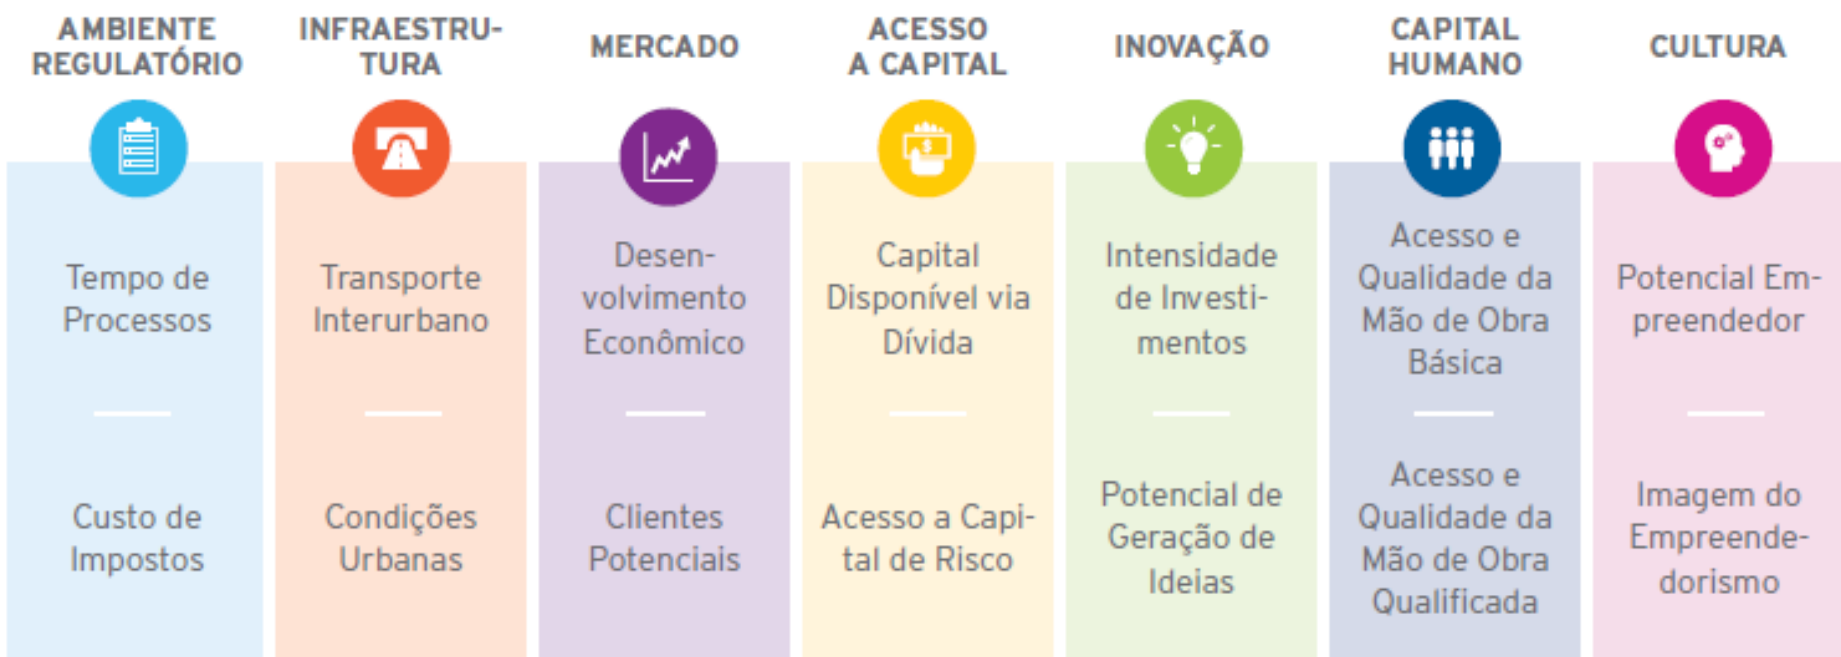 AMBIENTE
REGULATÓRIO
INFRAESTRU-
TURA
MERCADO
ACESSO
A CAPITAL
INOVAÇÃO
CAPITAL
HUMANO
CULTURA
Tempo de
Processos
Custo de
Impostos
Transporte
Interurbano
Condições
Urbanas
Desen-
volvimento
Econômico
Clientes
Potenciais
$
Capital
Disponível via
Dívida
Acesso a Capi-
tal de Risco
Intensidade
de Investi-
mentos
Potencial de
Geração de
Ideias
Acesso e
Qualidade da
Mão de Obra
Básica
Acesso e
Qualidade da
Mão de Obra
Qualificada
Potencial Em-
preendedor
Imagem do
Empreende-
dorismo